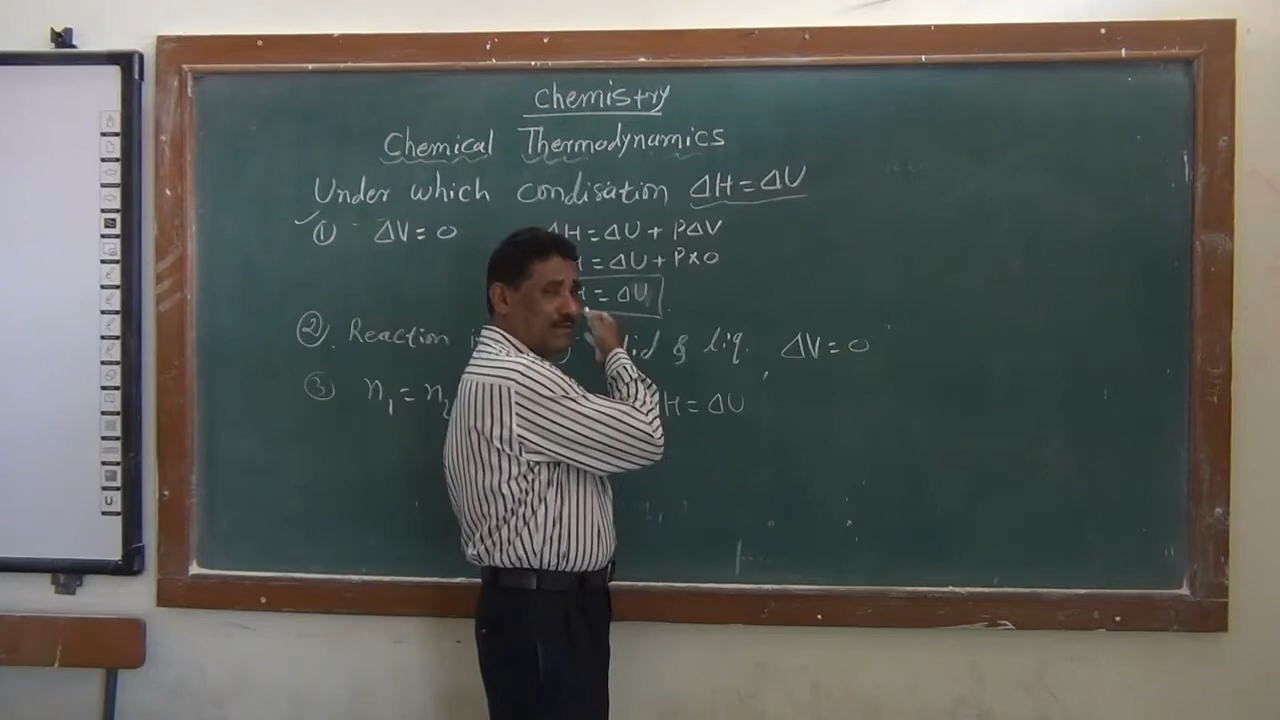 Chemistry
Chemical Thermodynamics
Under which condisation ΔH = ΔU
① ΔV = 0 ΔH = ΔU + PΔV
H = ΔU + P×0
H = ΔU
② Reaction & liq. ΔV = 0
③ n₁ = n₂ H = ΔU